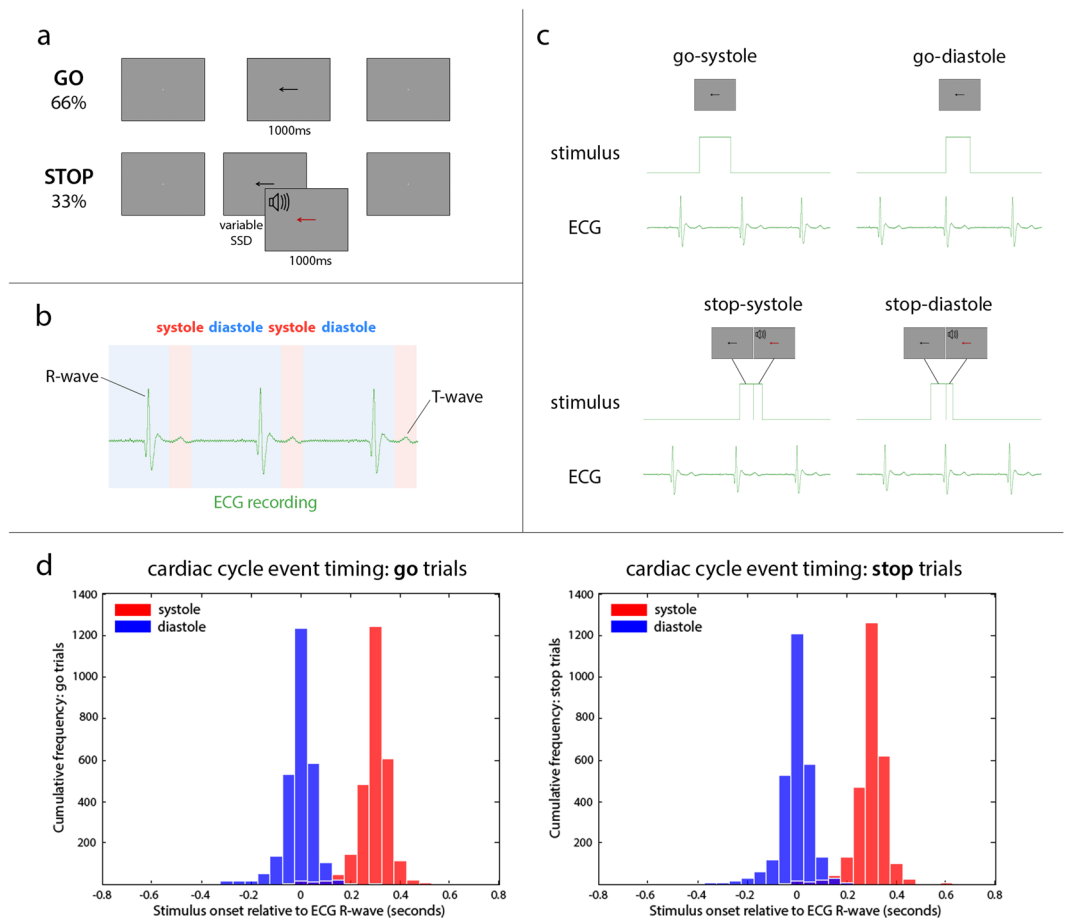 a
GO
66%
1000ms
STOP
33%
variable
SSD
1000ms
b
systole diastole systole diastole
R-wave
T-wave
ECG recording
c
go-systole
go-diastole
stimulus
ECG
stop-systole
stop-diastole
stimulus
ECG
d
cardiac cycle event timing: go trials
1400
1200
1000
800
600
400
200
systole
diastole
Cumulative frequency: go trials
-0.8 -0.6 -0.4 -0.2 0 0.2 0.4 0.6 0.8
Stimulus onset relative to ECG R-wave (seconds)
cardiac cycle event timing: stop trials
1400
1200
1000
800
600
400
200
systole
diastole
Cumulative frequency: stop trials
-0.8 -0.6 -0.4 -0.2 0 0.2 0.4 0.6 0.8
Stimulus onset relative to ECG R-wave (seconds)